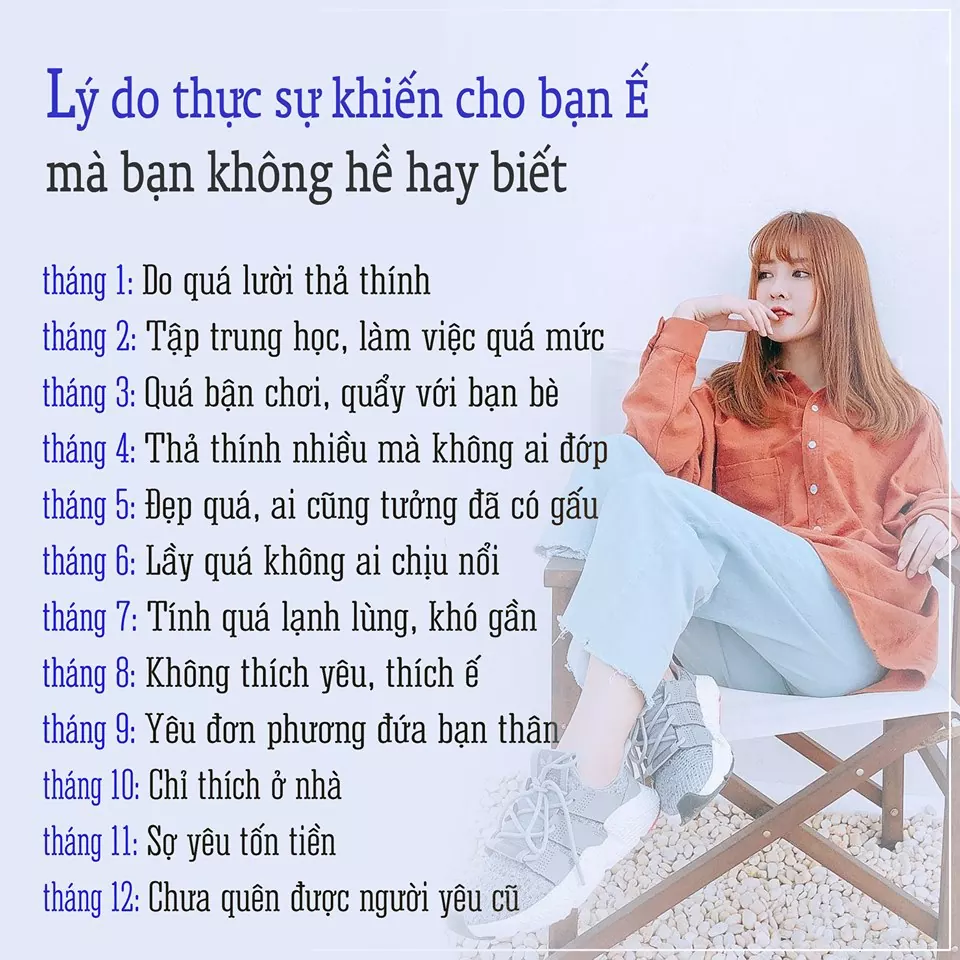 Lý do thực sự khiến cho bạn Ế
mà bạn không hề hay biết
tháng 1: Do quá lười thả thính
tháng 2: Tập trung học, làm việc quá mức
tháng 3: Quá bận chơi, quẩy với bạn bè
tháng 4: Thả thính nhiều mà không ai đớp
tháng 5: Đẹp quá, ai cũng tưởng đã có gấu
tháng 6: Lầy quá không ai chịu nổi
tháng 7: Tính quá lạnh lùng, khó gần
tháng 8: Không thích yêu, thích ế
tháng 9: Yêu đơn phương đứa bạn thân
tháng 10: Chỉ thích ở nhà
tháng 11: Sợ yêu tốn tiền
tháng 12: Chưa quên được người yêu cũ